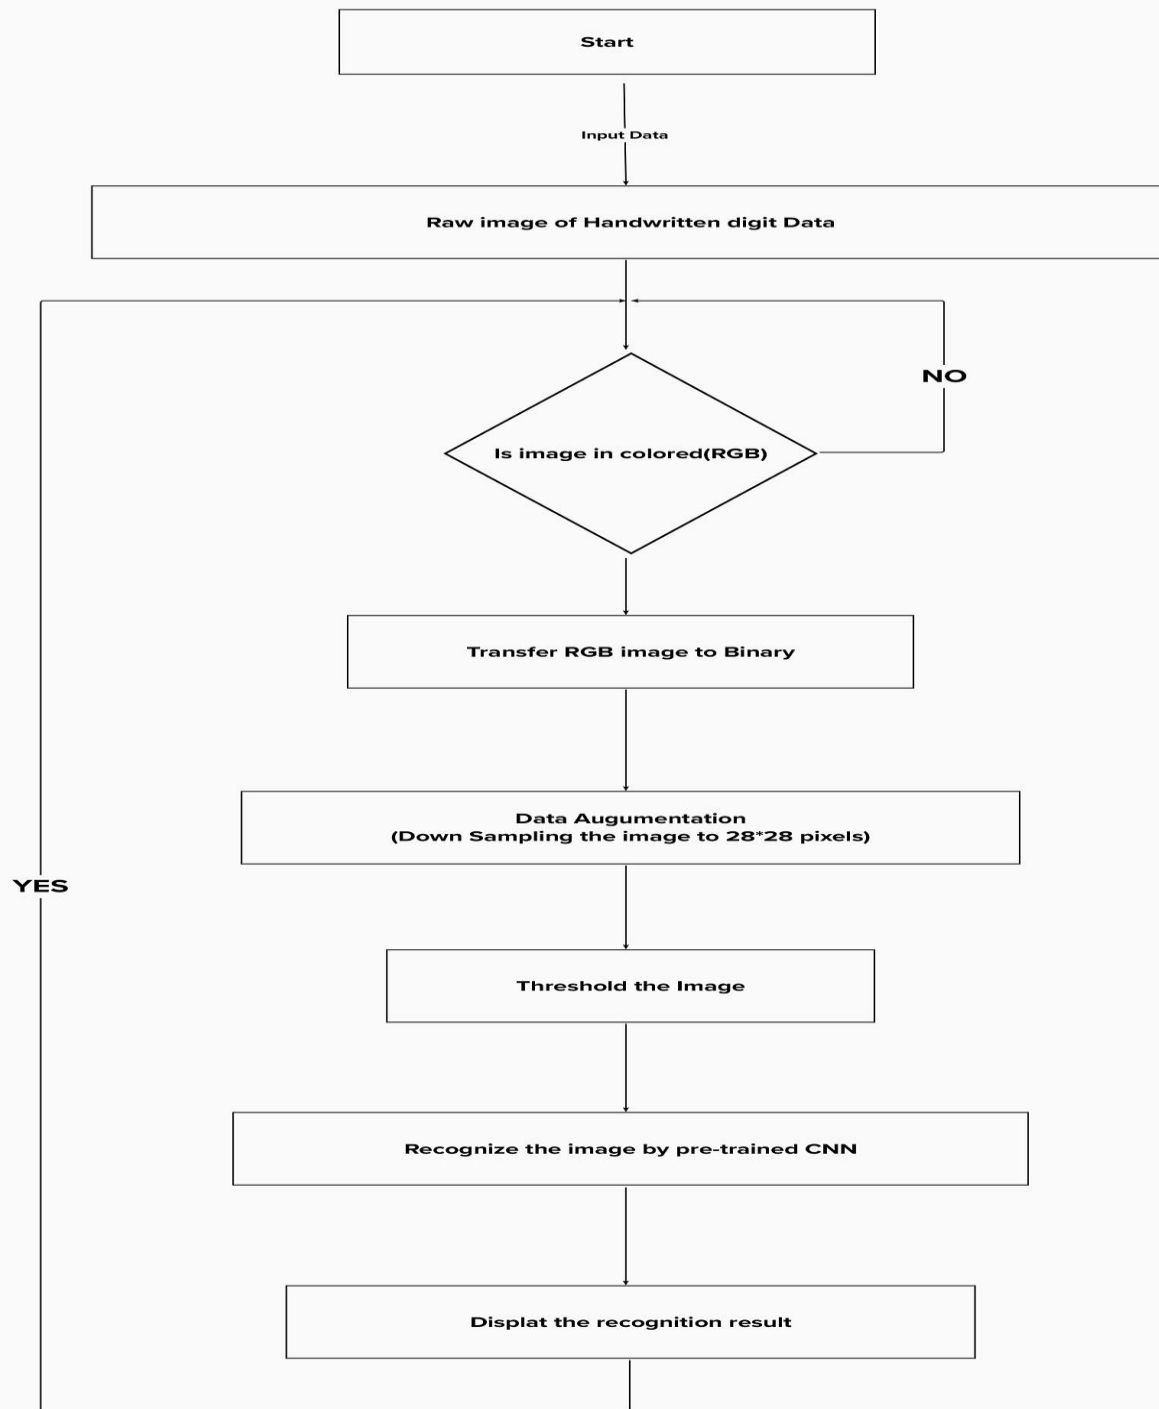 Start
Input Data
Raw image of Handwritten digit Data
NO
Is image in colored(RGB)
Transfer RGB image to Binary
Data Augumentation
(Down Sampling the image to 28*28 pixels)
YES
Threshold the Image
Recognize the image by pre-trained CNN
Displat the recognition result